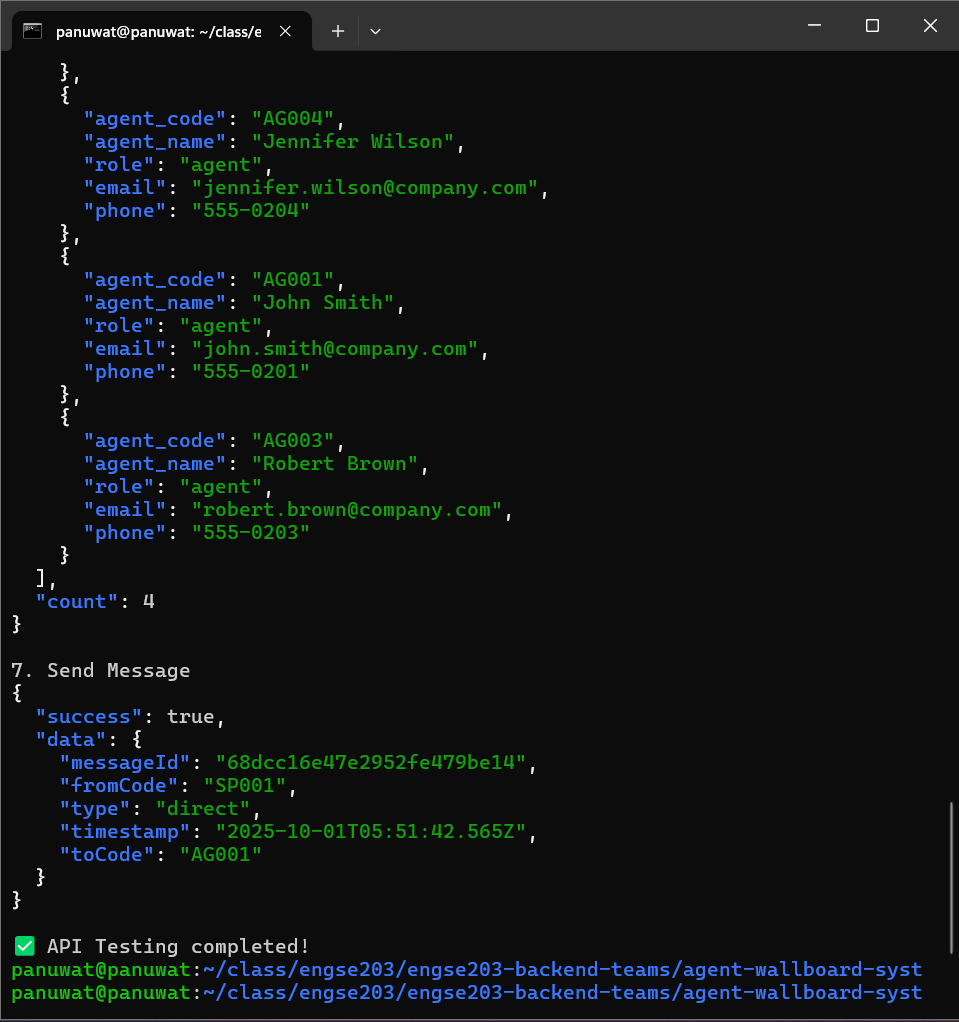 panuwat@panuwat: ~/class/e
    },
    {
      "agent_code": "AG004",
      "agent_name": "Jennifer Wilson",
      "role": "agent",
      "email": "jennifer.wilson@company.com",
      "phone": "555-0204"
    },
    {
      "agent_code": "AG001",
      "agent_name": "John Smith",
      "role": "agent",
      "email": "john.smith@company.com",
      "phone": "555-0201"
    },
    {
      "agent_code": "AG003",
      "agent_name": "Robert Brown",
      "role": "agent",
      "email": "robert.brown@company.com",
      "phone": "555-0203"
    }
  ],
  "count": 4
}
7. Send Message
{
  "success": true,
  "data": {
    "messageId": "68dcc16e47e2952fe479be14",
    "fromCode": "SP001",
    "type": "direct",
    "timestamp": "2025-10-01T05:51:42.565Z",
    "toCode": "AG001"
  }
}
✅ API Testing completed!
panuwat@panuwat:~/class/engse203/engse203-backend-teams/agent-wallboard-syst
panuwat@panuwat:~/class/engse203/engse203-backend-teams/agent-wallboard-syst